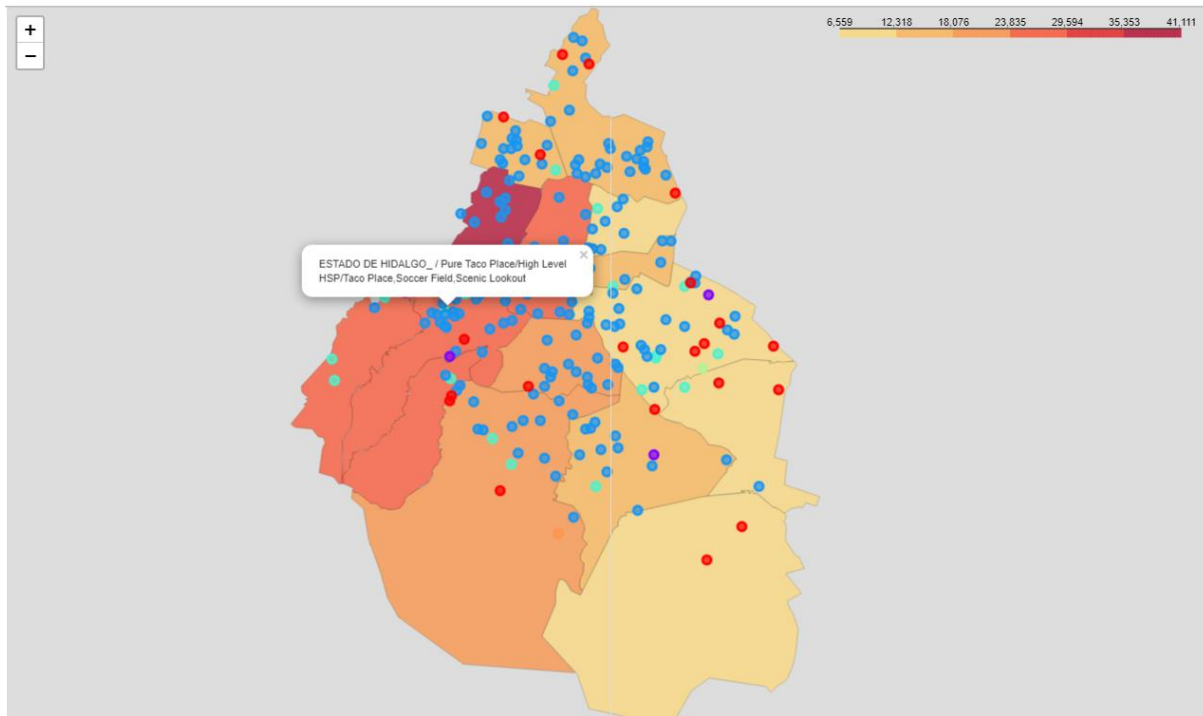 +
−
6,559 12,318 18,076 23,835 29,594 35,353 41,111
ESTADO DE HIDALGO_ / Pure Taco Place/High Level
HSP/Taco Place,Soccer Field,Scenic Lookout
×